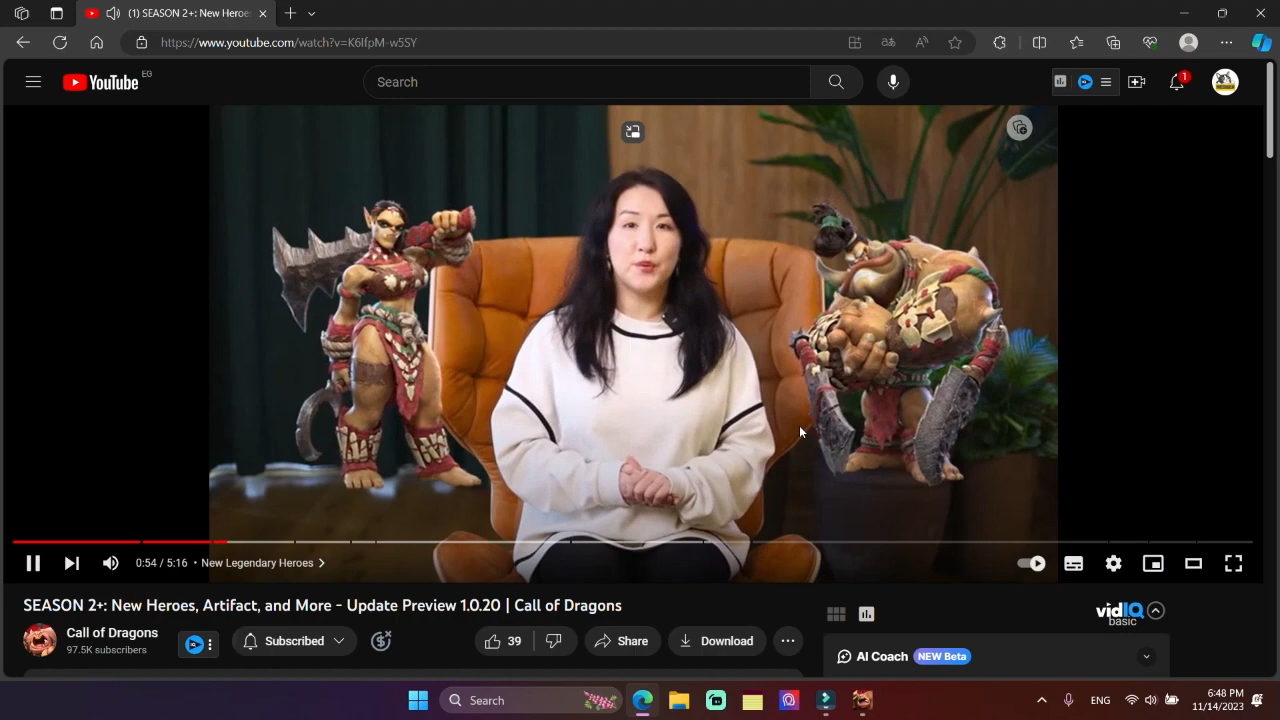 (1) SEASON 2+: New Heroe
https://www.youtube.com/watch?v=K6IfpM-w5SY
YouTube EG
Search
1
0:54 / 5:16 • New Legendary Heroes
SEASON 2+: New Heroes, Artifact, and More - Update Preview 1.0.20 | Call of Dragons
Call of Dragons
97.5K subscribers
Subscribed
39
Share
Download
vidIQ
basic
AI Coach NEW Beta
Search
ENG
6:48 PM
11/14/2023